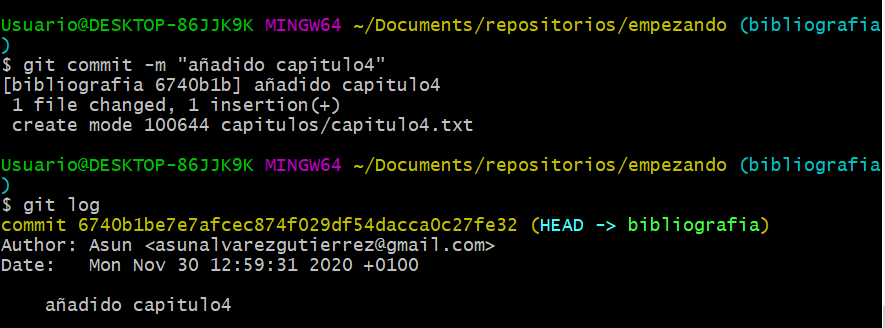 Usuario@DESKTOP-86JJK9K MINGW64 ~/Documents/repositorios/empezando (bibliografia
)
$ git commit -m "añadido capitulo4"
[bibliografia 6740b1b] añadido capitulo4
 1 file changed, 1 insertion(+)
 create mode 100644 capitulos/capitulo4.txt
Usuario@DESKTOP-86JJK9K MINGW64 ~/Documents/repositorios/empezando (bibliografia
)
$ git log
commit 6740b1be7e7afcec874f029df54dacca0c27fe32 (HEAD -> bibliografia)
Author: Asun <asunalvarezgutierrez@gmail.com>
Date:   Mon Nov 30 12:59:31 2020 +0100
    añadido capitulo4